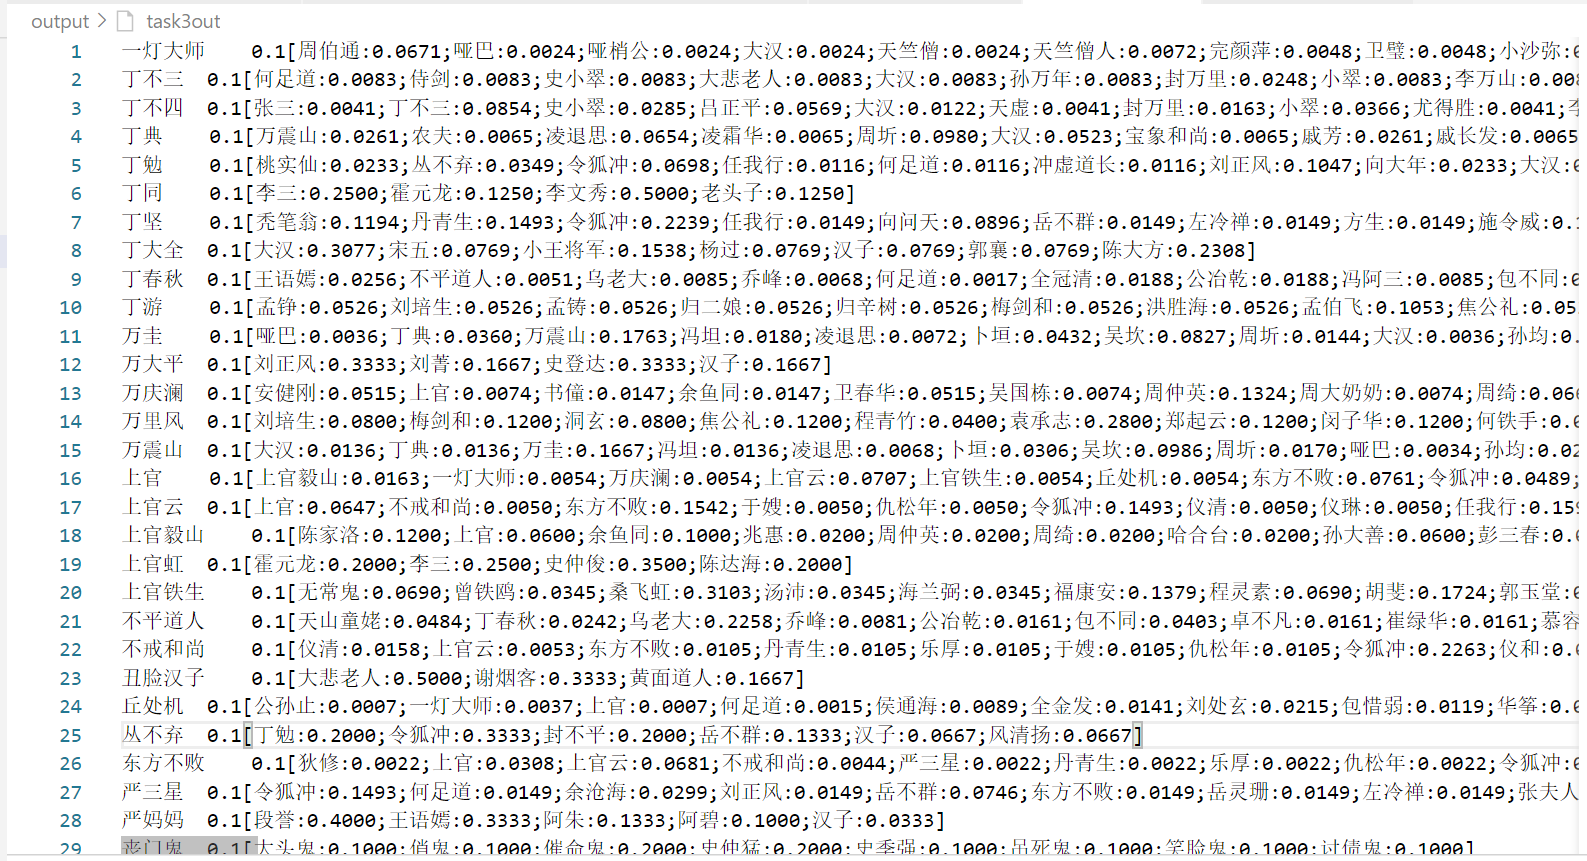 output > task3out
1 一灯大师 0.1[周伯通:0.0671;哑巴:0.0024;哑梢公:0.0024;大汉:0.0024;天竺僧:0.0024;天竺僧人:0.0072;完颜萍:0.0048;卫璧:0.0048;小沙弥:0
2 丁不三 0.1[何足道:0.0083;侍剑:0.0083;史小翠:0.0083;大悲老人:0.0083;大汉:0.0083;孙万年:0.0083;封万里:0.0248;小翠:0.0083;李万山:0.008
3 丁不四 0.1[张三:0.0041;丁不三:0.0854;史小翠:0.0285;吕正平:0.0569;大汉:0.0122;天虚:0.0041;封万里:0.0163;小翠:0.0366;尤得胜:0.0041;李
4 丁典 0.1[万震山:0.0261;农夫:0.0065;凌退思:0.0654;凌霜华:0.0065;周圻:0.0980;大汉:0.0523;宝象和尚:0.0065;戚芳:0.0261;戚长发:0.0065
5 丁勉 0.1[桃实仙:0.0233;丛不弃:0.0349;令狐冲:0.0698;任我行:0.0116;何足道:0.0116;冲虚道长:0.0116;刘正风:0.1047;向大年:0.0233;大汉:0
6 丁同 0.1[李三:0.2500;霍元龙:0.1250;李文秀:0.5000;老头子:0.1250]
7 丁坚 0.1[秃笔翁:0.1194;丹青生:0.1493;令狐冲:0.2239;任我行:0.0149;向问天:0.0896;岳不群:0.0149;左冷禅:0.0149;方生:0.0149;施令威:0.1
8 丁大全 0.1[大汉:0.3077;宋五:0.0769;小王将军:0.1538;杨过:0.0769;汉子:0.0769;郭襄:0.0769;陈大方:0.2308]
9 丁春秋 0.1[王语嫣:0.0256;不平道人:0.0051;乌老大:0.0085;乔峰:0.0068;何足道:0.0017;全冠清:0.0188;公冶乾:0.0188;冯阿三:0.0085;包不同:0
10 丁游 0.1[孟铮:0.0526;刘培生:0.0526;孟铸:0.0526;归二娘:0.0526;归辛树:0.0526;梅剑和:0.0526;洪胜海:0.0526;孟伯飞:0.1053;焦公礼:0.05
11 万圭 0.1[哑巴:0.0036;丁典:0.0360;万震山:0.1763;冯坦:0.0180;凌退思:0.0072;卜垣:0.0432;吴坎:0.0827;周圻:0.0144;大汉:0.0036;孙均:0.
12 万大平 0.1[刘正风:0.3333;刘菁:0.1667;史登达:0.3333;汉子:0.1667]
13 万庆澜 0.1[安健刚:0.0515;上官:0.0074;书僮:0.0147;余鱼同:0.0147;卫春华:0.0515;吴国栋:0.0074;周仲英:0.1324;周大奶奶:0.0074;周绮:0.06
14 万里风 0.1[刘培生:0.0800;梅剑和:0.1200;洞玄:0.0800;焦公礼:0.1200;程青竹:0.0400;袁承志:0.2800;郑起云:0.1200;闵子华:0.1200;何铁手:0.0
15 万震山 0.1[大汉:0.0136;丁典:0.0136;万圭:0.1667;冯坦:0.0136;凌退思:0.0068;卜垣:0.0306;吴坎:0.0986;周圻:0.0170;哑巴:0.0034;孙均:0.02
16 上官 0.1[上官毅山:0.0163;一灯大师:0.0054;万庆澜:0.0054;上官云:0.0707;上官铁生:0.0054;丘处机:0.0054;东方不败:0.0761;令狐冲:0.0489;
17 上官云 0.1[上官:0.0647;不戒和尚:0.0050;东方不败:0.1542;于嫂:0.0050;仇松年:0.0050;令狐冲:0.1493;仪清:0.0050;仪琳:0.0050;任我行:0.159
18 上官毅山 0.1[陈家洛:0.1200;上官:0.0600;余鱼同:0.1000;兆惠:0.0200;周仲英:0.0200;周绮:0.0200;哈合台:0.0200;孙大善:0.0600;彭三春:0.0
19 上官虹 0.1[霍元龙:0.2000;李三:0.2500;史仲俊:0.3500;陈达海:0.2000]
20 上官铁生 0.1[无常鬼:0.0690;曾铁鸥:0.0345;桑飞虹:0.3103;汤沛:0.0345;海兰弼:0.0345;福康安:0.1379;程灵素:0.0690;胡斐:0.1724;郭玉堂:0
21 不平道人 0.1[天山童姥:0.0484;丁春秋:0.0242;乌老大:0.2258;乔峰:0.0081;公冶乾:0.0161;包不同:0.0403;卓不凡:0.0161;崔绿华:0.0161;慕容
22 不戒和尚 0.1[仪清:0.0158;上官云:0.0053;东方不败:0.0105;丹青生:0.0105;乐厚:0.0105;于嫂:0.0105;仇松年:0.0105;令狐冲:0.2263;仪和:0.0
23 丑脸汉子 0.1[大悲老人:0.5000;谢烟客:0.3333;黄面道人:0.1667]
24 丘处机 0.1[公孙止:0.0007;一灯大师:0.0037;上官:0.0007;何足道:0.0015;侯通海:0.0089;全金发:0.0141;刘处玄:0.0215;包惜弱:0.0119;华筝:0.0
25 丛不弃 0.1[丁勉:0.2000;令狐冲:0.3333;封不平:0.2000;岳不群:0.1333;汉子:0.0667;风清扬:0.0667]
26 东方不败 0.1[狄修:0.0022;上官:0.0308;上官云:0.0681;不戒和尚:0.0044;严三星:0.0022;丹青生:0.0022;乐厚:0.0022;仇松年:0.0022;令狐冲:0
27 严三星 0.1[令狐冲:0.1493;何足道:0.0149;余沧海:0.0299;刘正风:0.0149;岳不群:0.0746;东方不败:0.0149;岳灵珊:0.0149;左冷禅:0.0149;张夫人
28 严妈妈 0.1[段誉:0.4000;王语嫣:0.3333;阿朱:0.1333;阿碧:0.1000;汉子:0.0333]
29 丧门鬼 0.1[大头鬼:0.1000;俏鬼:0.1000;催命鬼:0.2000;史仲猛:0.2000;史季强:0.1000;吊死鬼:0.1000;笑脸鬼:0.1000;讨债鬼:0.1000]